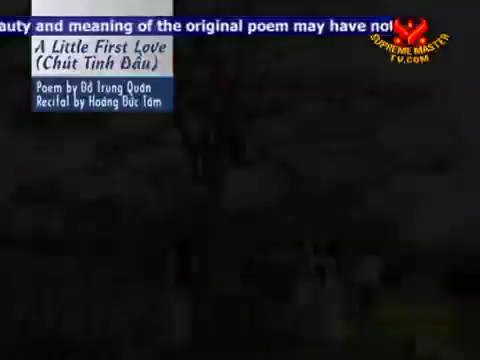 auty and meaning of the original poem may have not
SUPREME MASTER
TV.COM
A Little First Love
(Chút Tình Đầu)
Poem by Đỗ Trung Quân
Recital by Hoàng Đức Tâm